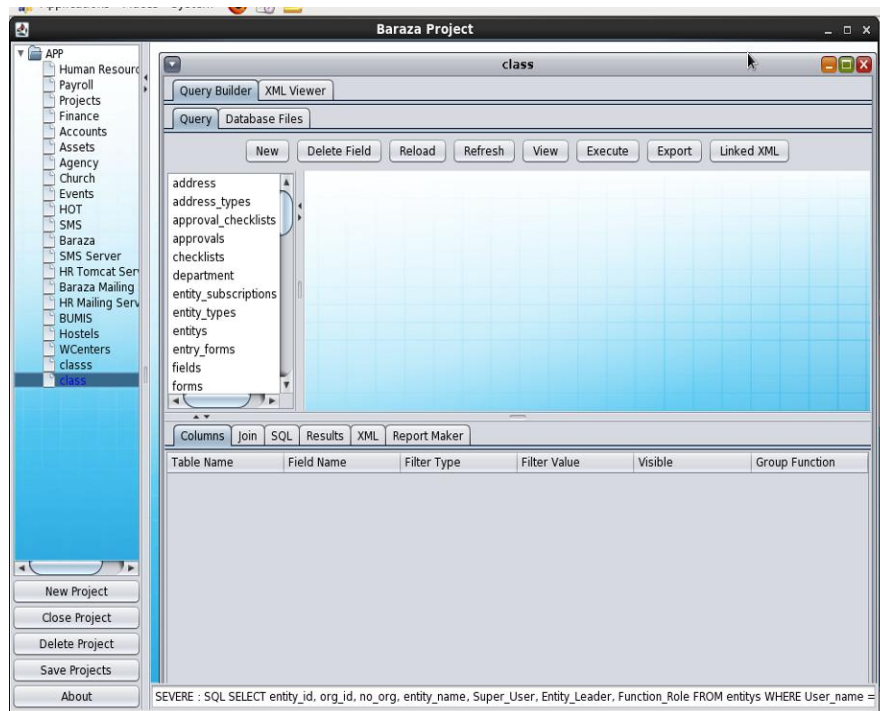 Baraza Project
APP
Human Resourc
Payroll
Projects
Finance
Accounts
Assets
Agency
Church
Events
HOT
SMS
Baraza
SMS Server
HR Tomcat Ser
Baraza Mailing
HR Mailing Serv
BUMIS
Hostels
WCenters
classs
class
New Project
Close Project
Delete Project
Save Projects
About
class
Query Builder XML Viewer
Query Database Files
New Delete Field Reload Refresh View Execute Export Linked XML
address
address_types
approval_checklists
approvals
checklists
department
entity_subscriptions
entity_types
entitys
entry_forms
fields
forms
Columns Join SQL Results XML Report Maker
Table Name Field Name Filter Type Filter Value Visible Group Function
SEVERE : SQL SELECT entity_id, org_id, no_org, entity_name, Super_User, Entity_Leader, Function_Role FROM entitys WHERE User_name =